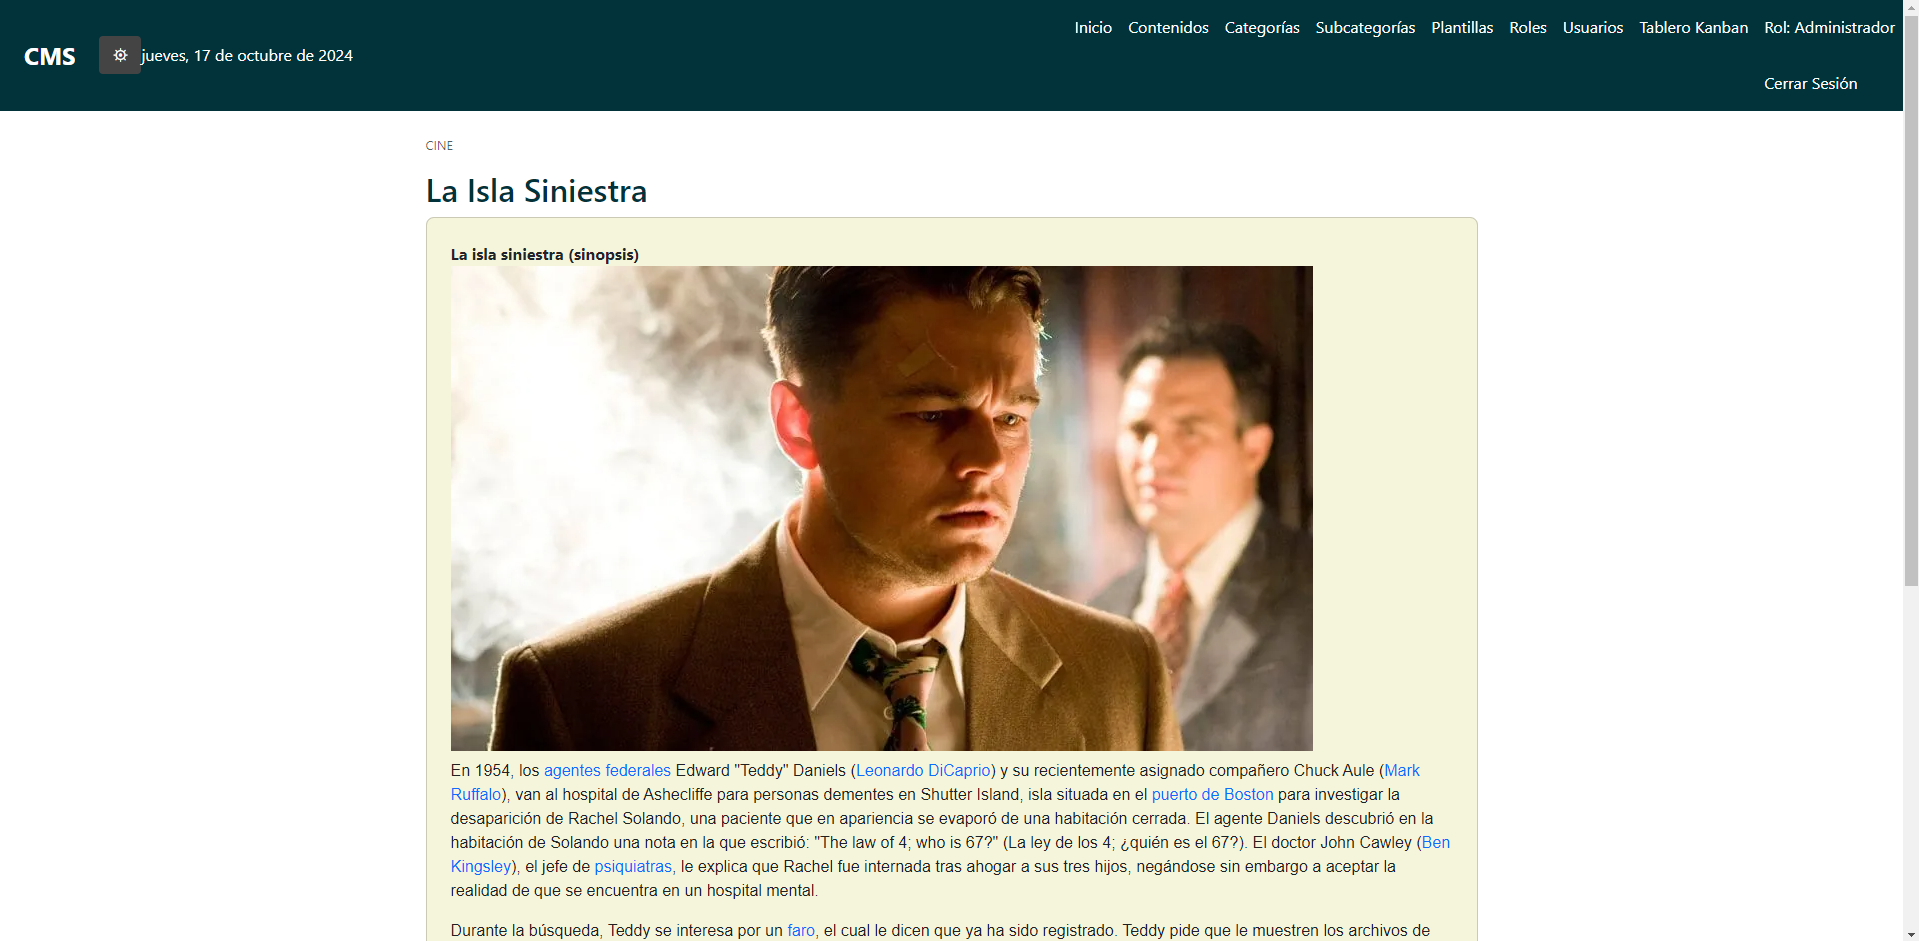 CMS
jueves, 17 de octubre de 2024
Inicio Contenidos Categorías Subcategorías Plantillas Roles Usuarios Tablero Kanban Rol: Administrador
Cerrar Sesión
CINE
La Isla Siniestra
La isla siniestra (sinopsis)
En 1954, los agentes federales Edward "Teddy" Daniels (Leonardo DiCaprio) y su recientemente asignado compañero Chuck Aule (Mark
Ruffalo), van al hospital de Ashecliffe para personas dementes en Shutter Island, isla situada en el puerto de Boston para investigar la
desaparición de Rachel Solando, una paciente que en apariencia se evaporó de una habitación cerrada. El agente Daniels descubrió en la
habitación de Solando una nota en la que escribió: "The law of 4; who is 67?" (La ley de los 4; ¿quién es el 67?). El doctor John Cawley (Ben
Kingsley), el jefe de psiquiatras, le explica que Rachel fue internada tras ahogar a sus tres hijos, negándose sin embargo a aceptar la
realidad de que se encuentra en un hospital mental.
Durante la búsqueda, Teddy se interesa por un faro, el cual le dicen que ya ha sido registrado. Teddy pide que le muestren los archivos de